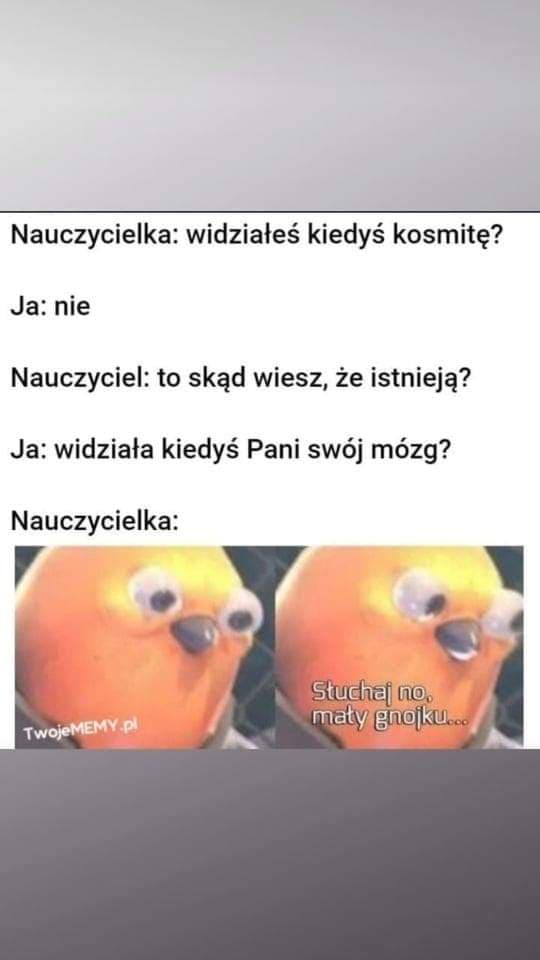 Nauczycielka: widziałeś kiedyś kosmitę?
Ja: nie
Nauczyciel: to skąd wiesz, że istnieją?
Ja: widziała kiedyś Pani swój mózg?
Nauczycielka:
Słuchaj no,
mały gnojku...
TwojeMEMY.pl